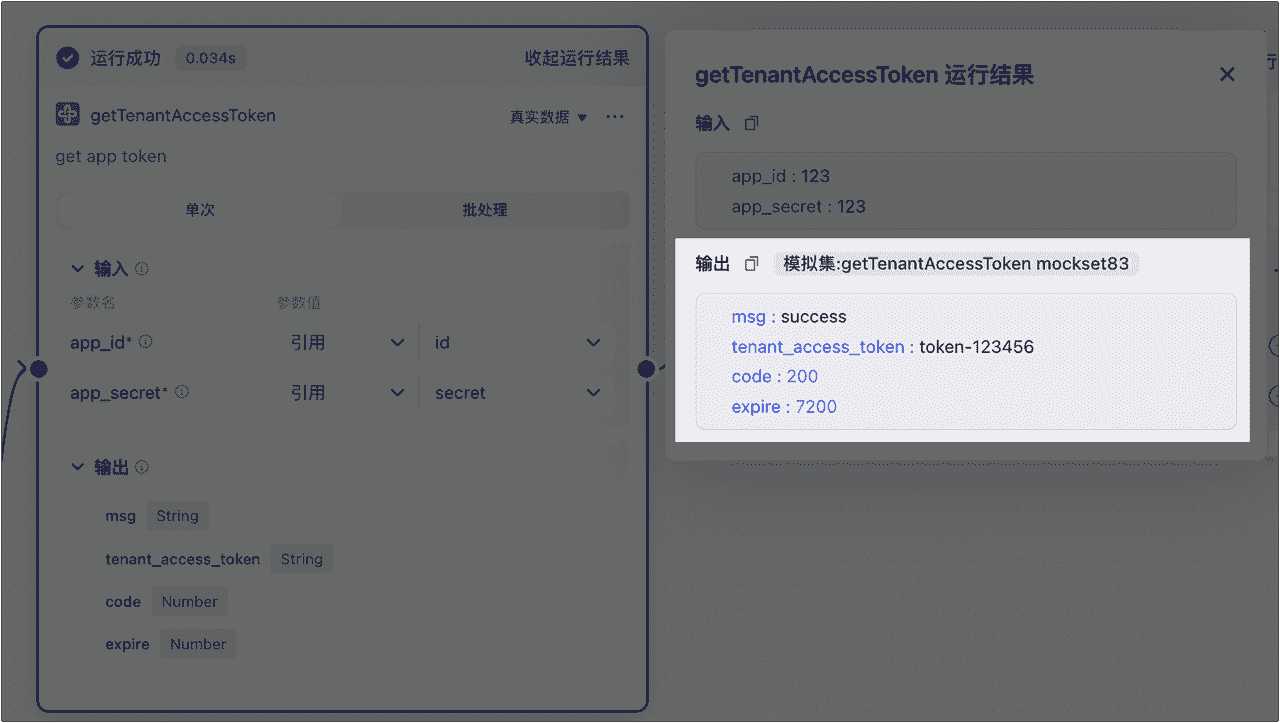 运行成功 0.034s 收起运行结果
getTenantAccessToken 真实数据
get app token
单次 批处理
输入
参数名 参数值
app_id* 引用 id
app_secret* 引用 secret
输出
msg String
tenant_access_token String
code Number
expire Number
getTenantAccessToken 运行结果
输入
app_id : 123
app_secret : 123
输出 模拟集:getTenantAccessToken mockset83
msg : success
tenant_access_token : token-123456
code : 200
expire : 7200
行